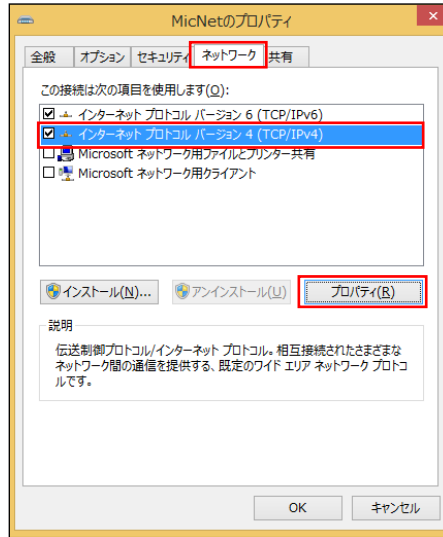 MicNetのプロパティ
全般 オプション セキュリティ ネットワーク 共有
この接続は次の項目を使用します(O):
インターネット プロトコル バージョン 6 (TCP/IPv6)
インターネット プロトコル バージョン 4 (TCP/IPv4)
Microsoft ネットワーク用ファイルとプリンター共有
Microsoft ネットワーク用クライアント
インストール(N)... アンインストール(U) プロパティ(R)
説明
伝送制御プロトコル/インターネット プロトコル。相互接続されたさまざまな
ネットワーク間の通信を提供する、既定のワイド エリア ネットワーク プロトコ
ルです。
OK キャンセル